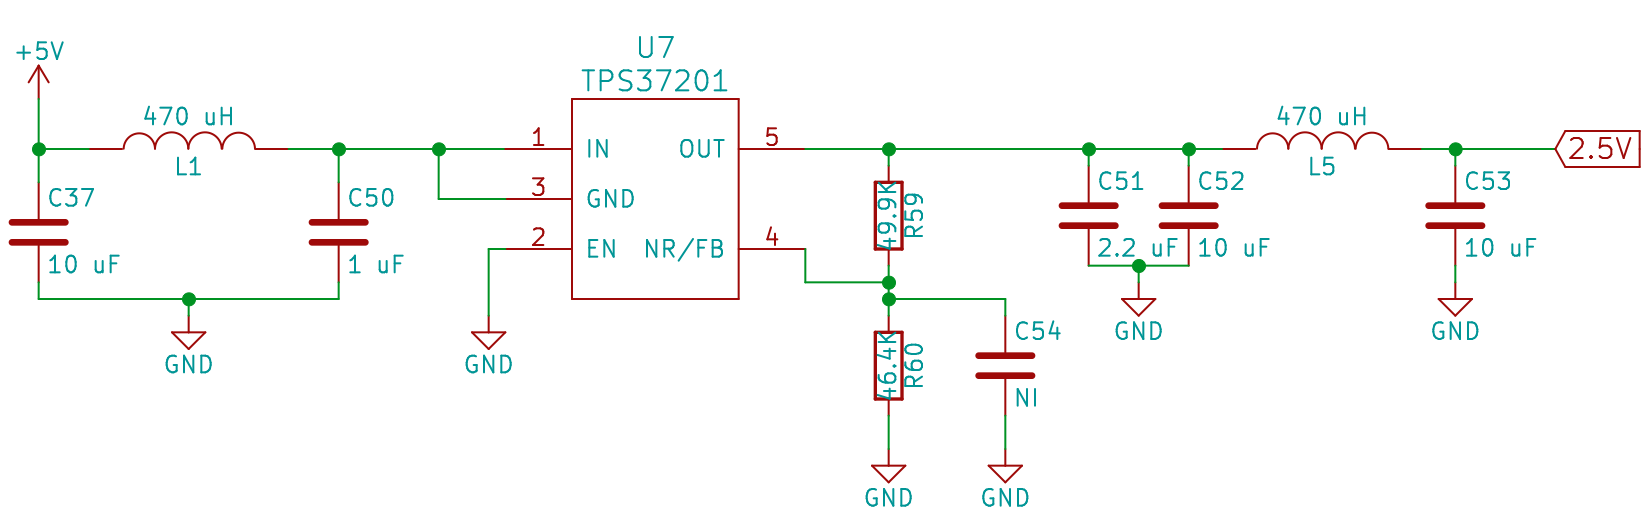 +5V
470 uH
L1
C37
10 uF
C50
1 uF
GND
U7
TPS37201
1
IN
3
GND
2
EN
OUT
5
NR/FB
4
GND
49.9K
R59
46.4K
R60
GND
C54
NI
GND
C51
2.2 uF
C52
10 uF
GND
470 uH
L5
C53
10 uF
GND
2.5V